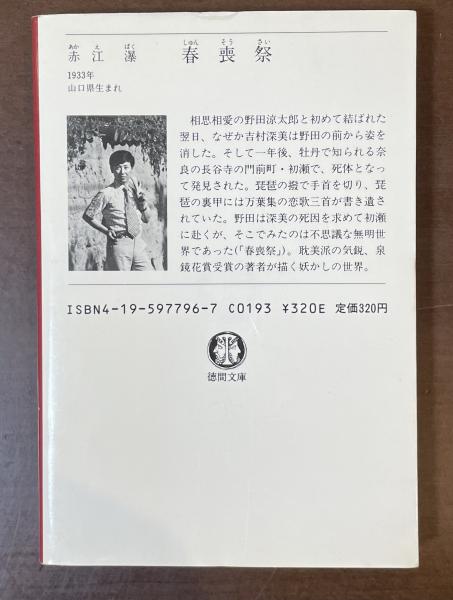 あかえばく しゅんそうさい
赤江瀑 春喪祭
1933年
山口県生まれ
相思相愛の野田涼太郎と初めて結ばれた
翌日、なぜか吉村深美は野田の前から姿を
消した。そして一年後、牡丹で知られる奈
良の長谷寺の門前町・初瀬で、死体となっ
て発見された。琵琶の撥で手首を切り、琵
琶の裏甲には万葉集の恋歌三首が書き遺さ
れていた。野田は深美の死因を求めて初瀬
に赴くが、そこでみたのは不思議な無明世
界であった(「春喪祭」)。耽美派の気鋭、泉
鏡花賞受賞の著者が描く妖かしの世界。
ISBN4-19-597796-7 C0193 ¥320E 定価320円
徳間文庫